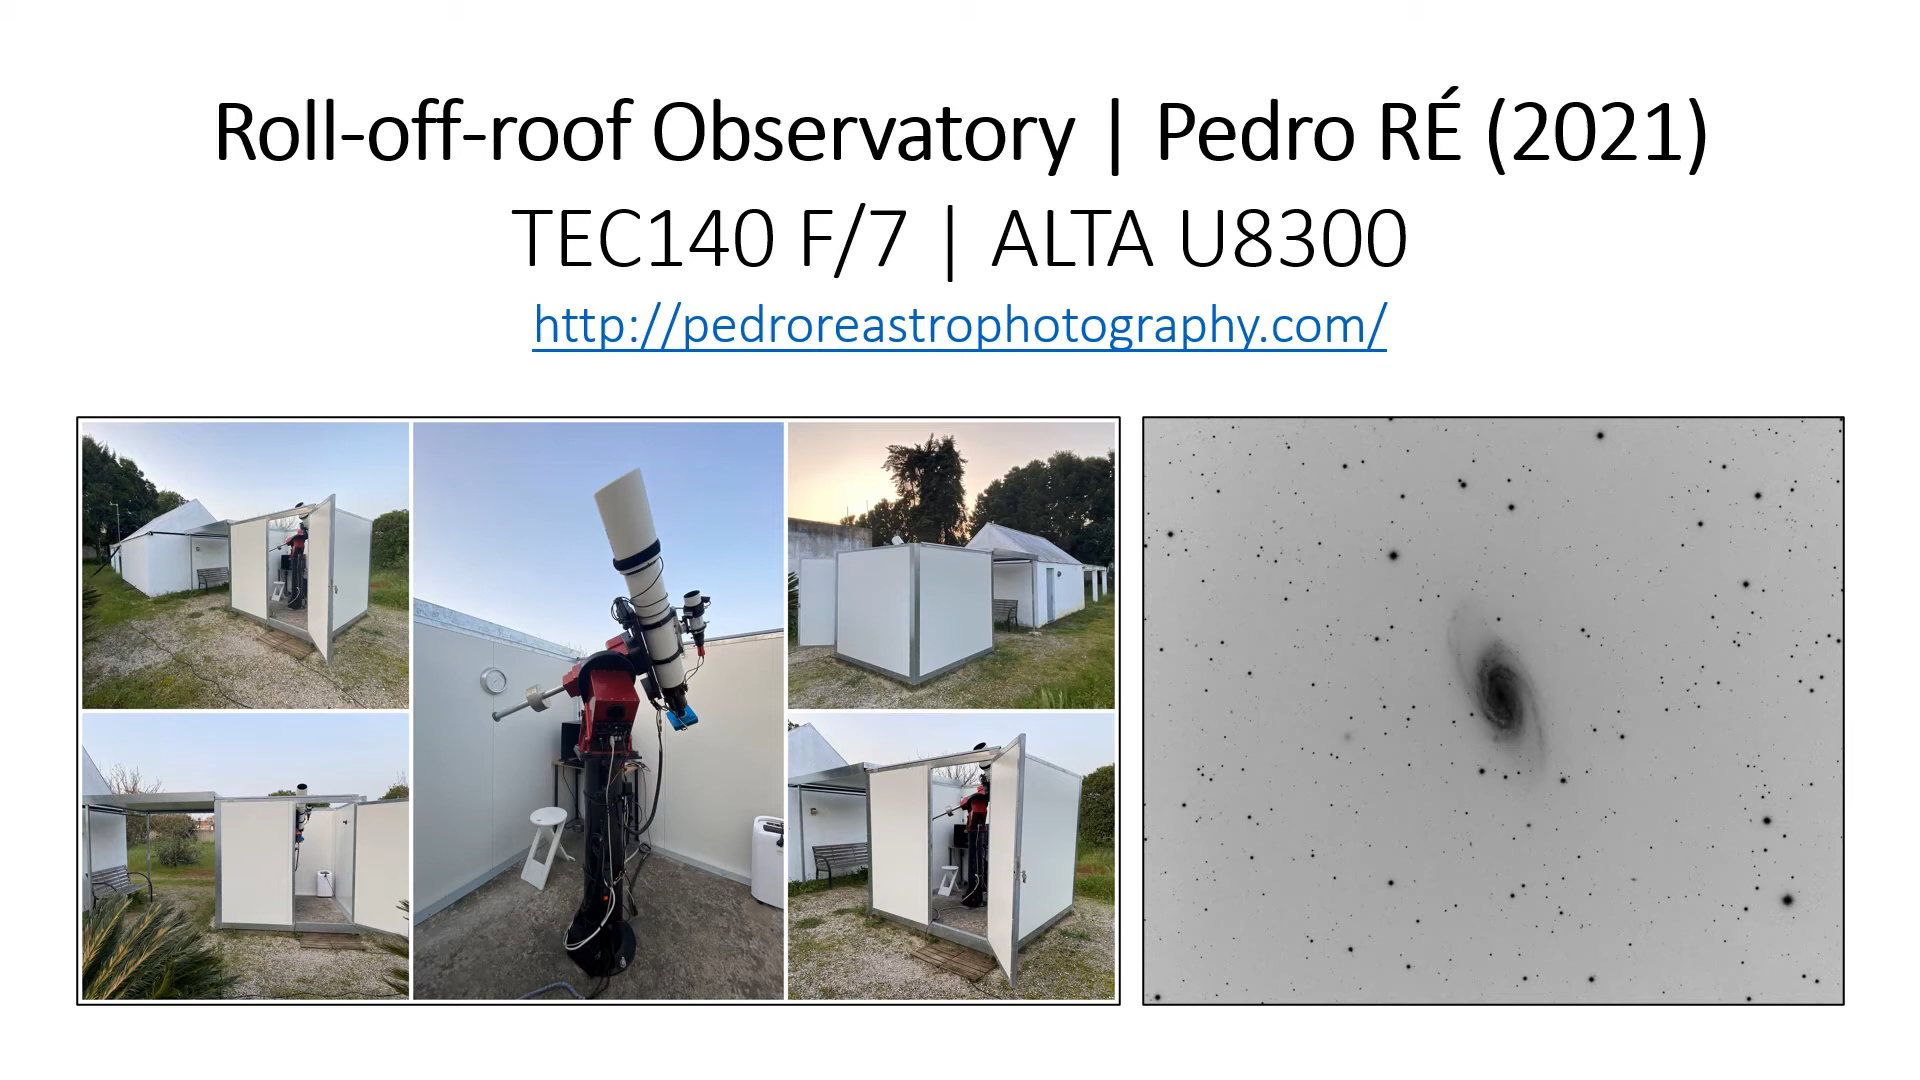 Roll-off-roof Observatory | Pedro RÉ (2021)
TEC140 F/7 | ALTA U8300
http://pedroreastrophotography.com/